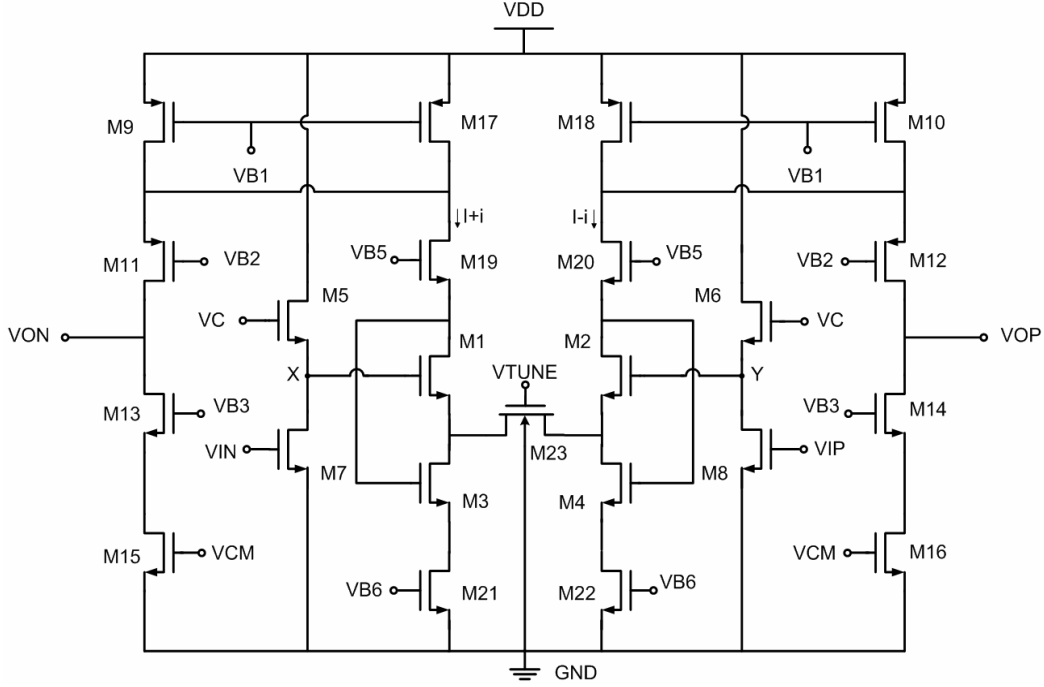 VDD
M9
M17
M18
M10
VB1
VB1
I+i
I-i
M11
VB2
VB5
M19
M20
VB5
VB2
M12
M5
M6
VC
VC
VON
M1
M2
VOP
X
VTUNE
Y
M13
VB3
VB3
M14
VIN
M7
M23
M8
VIP
M3
M4
M15
VCM
VCM
M16
VB6
M21
M22
VB6
GND